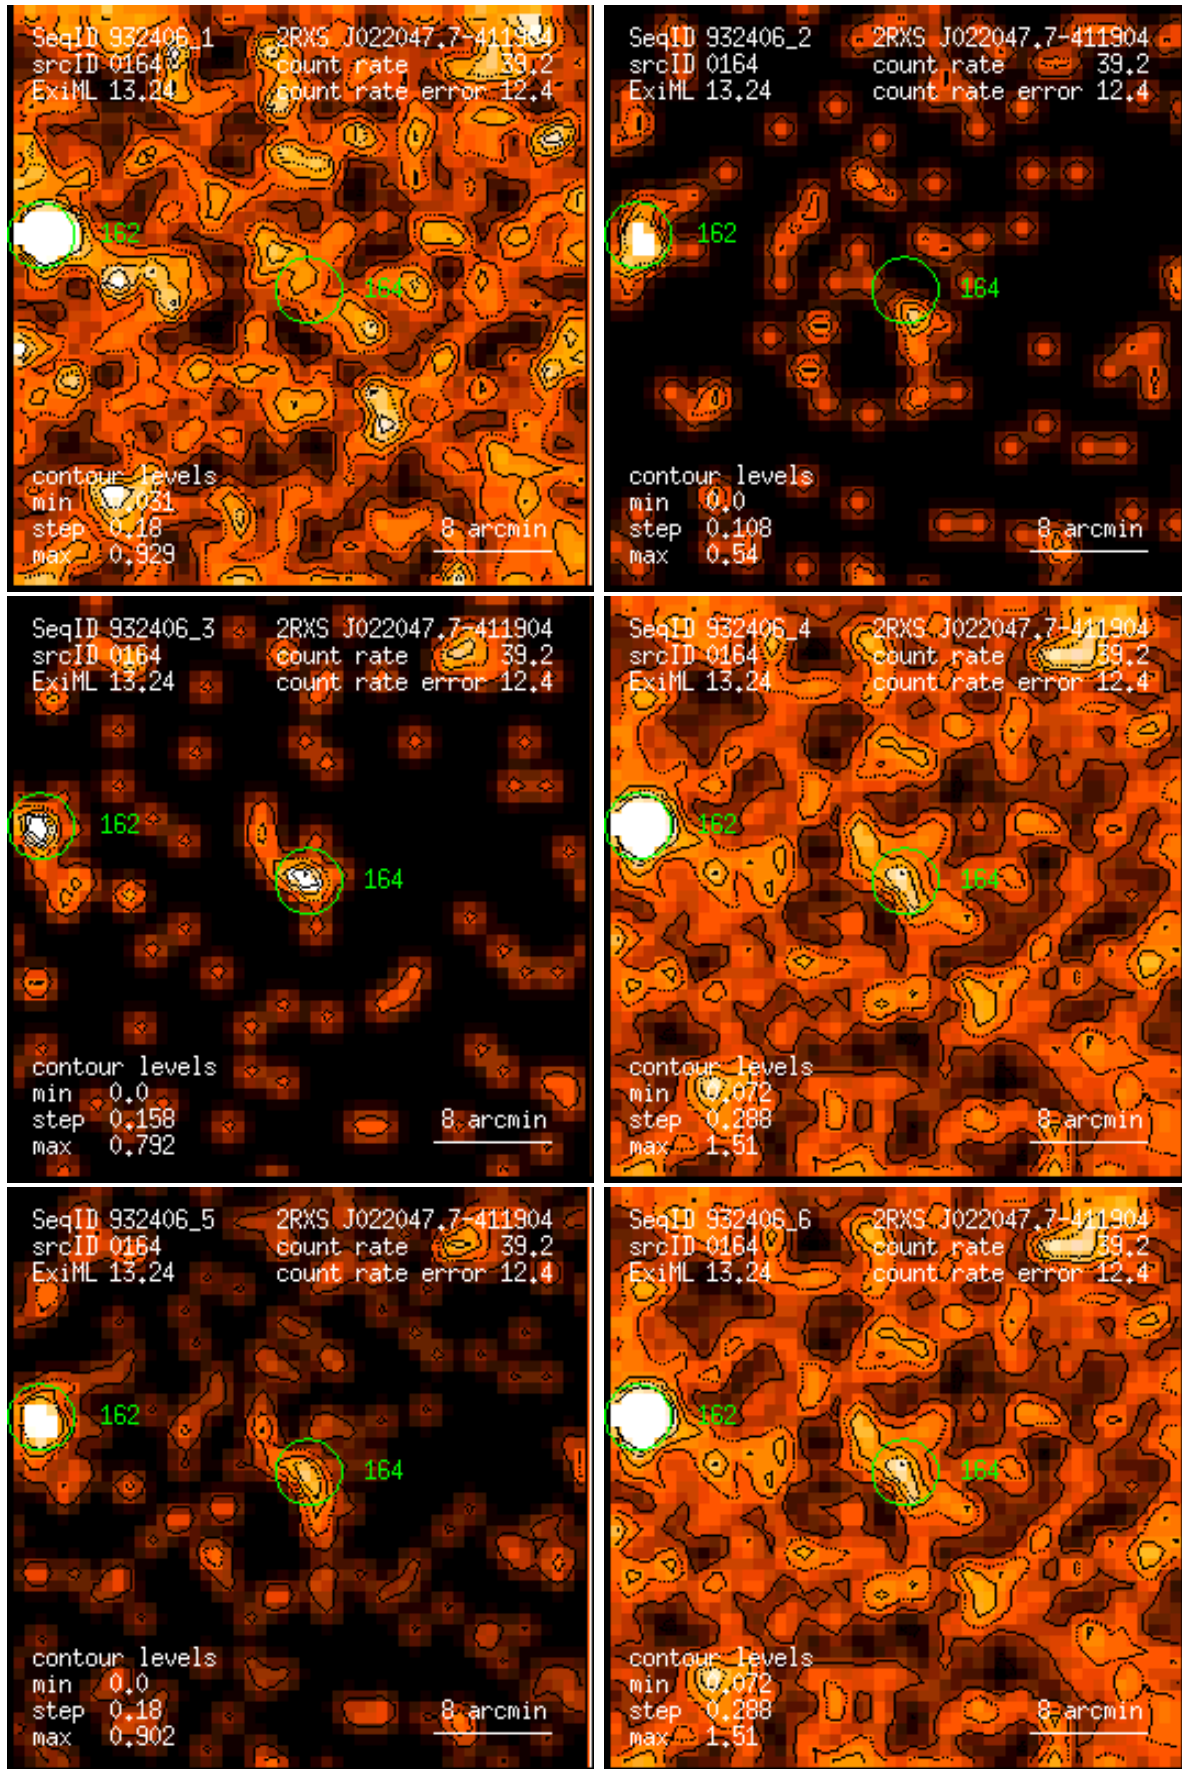 SeqID 932406_1 2RXS J022047.7-411904
srcID 0164 count rate 39.2
ExiML 13.24 count rate error 12.4
162
164
contour levels
min 0.031
step 0.18 8 arcmin
max 0.929
SeqID 932406_2 2RXS J022047.7-411904
srcID 0164 count rate 39.2
ExiML 13.24 count rate error 12.4
162
164
contour levels
min 0.0
step 0.108 8 arcmin
max 0.54
SeqID 932406_3 2RXS J022047.7-411904
srcID 0164 count rate 39.2
ExiML 13.24 count rate error 12.4
162
164
contour levels
min 0.0
step 0.158 8 arcmin
max 0.792
SeqID 932406_4 2RXS J022047.7-411904
srcID 0164 count rate 39.2
ExiML 13.24 count rate error 12.4
162
164
contour levels
min 0.072
step 0.288 8 arcmin
max 1.51
SeqID 932406_5 2RXS J022047.7-411904
srcID 0164 count rate 39.2
ExiML 13.24 count rate error 12.4
162
164
contour levels
min 0.0
step 0.18 8 arcmin
max 0.902
SeqID 932406_6 2RXS J022047.7-411904
srcID 0164 count rate 39.2
ExiML 13.24 count rate error 12.4
162
164
contour levels
min 0.072
step 0.288 8 arcmin
max 1.51